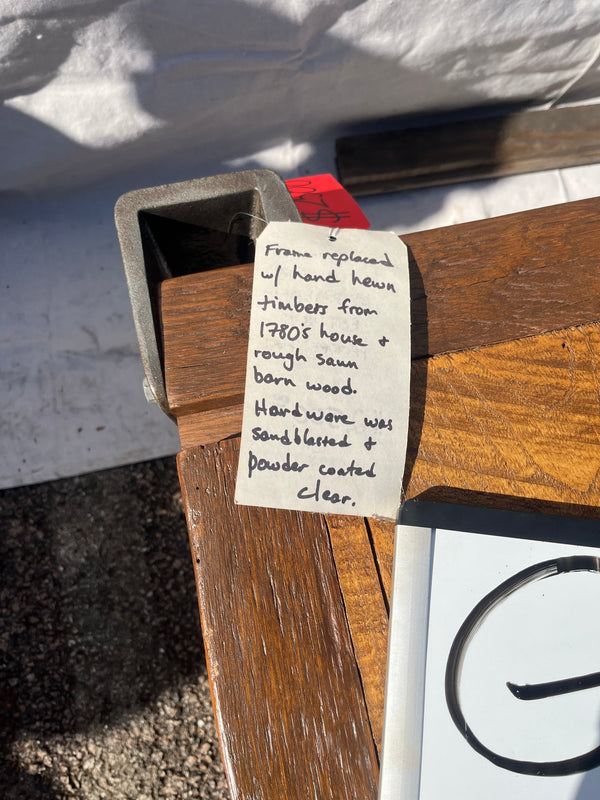 Frame replaced
w/ hand hewn
timbers from
1780's house +
rough sawn
barn wood.
Hardware was
sandblasted +
powder coated
clear.